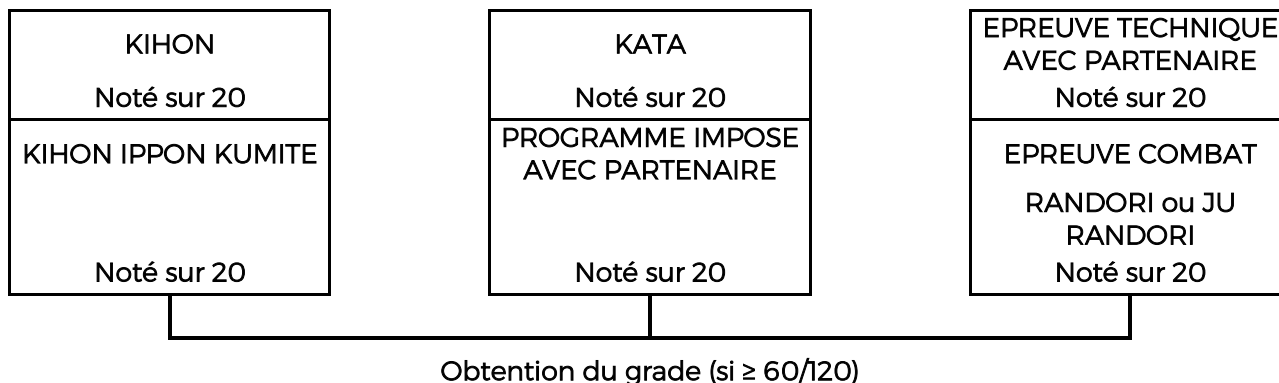 KIHON
Noté sur 20
KIHON IPPON KUMITE
Noté sur 20
KATA
Noté sur 20
PROGRAMME IMPOSE
AVEC PARTENAIRE
Noté sur 20
EPREUVE TECHNIQUE
AVEC PARTENAIRE
Noté sur 20
EPREUVE COMBAT
RANDORI ou JU
RANDORI
Noté sur 20
Obtention du grade (si ≥ 60/120)